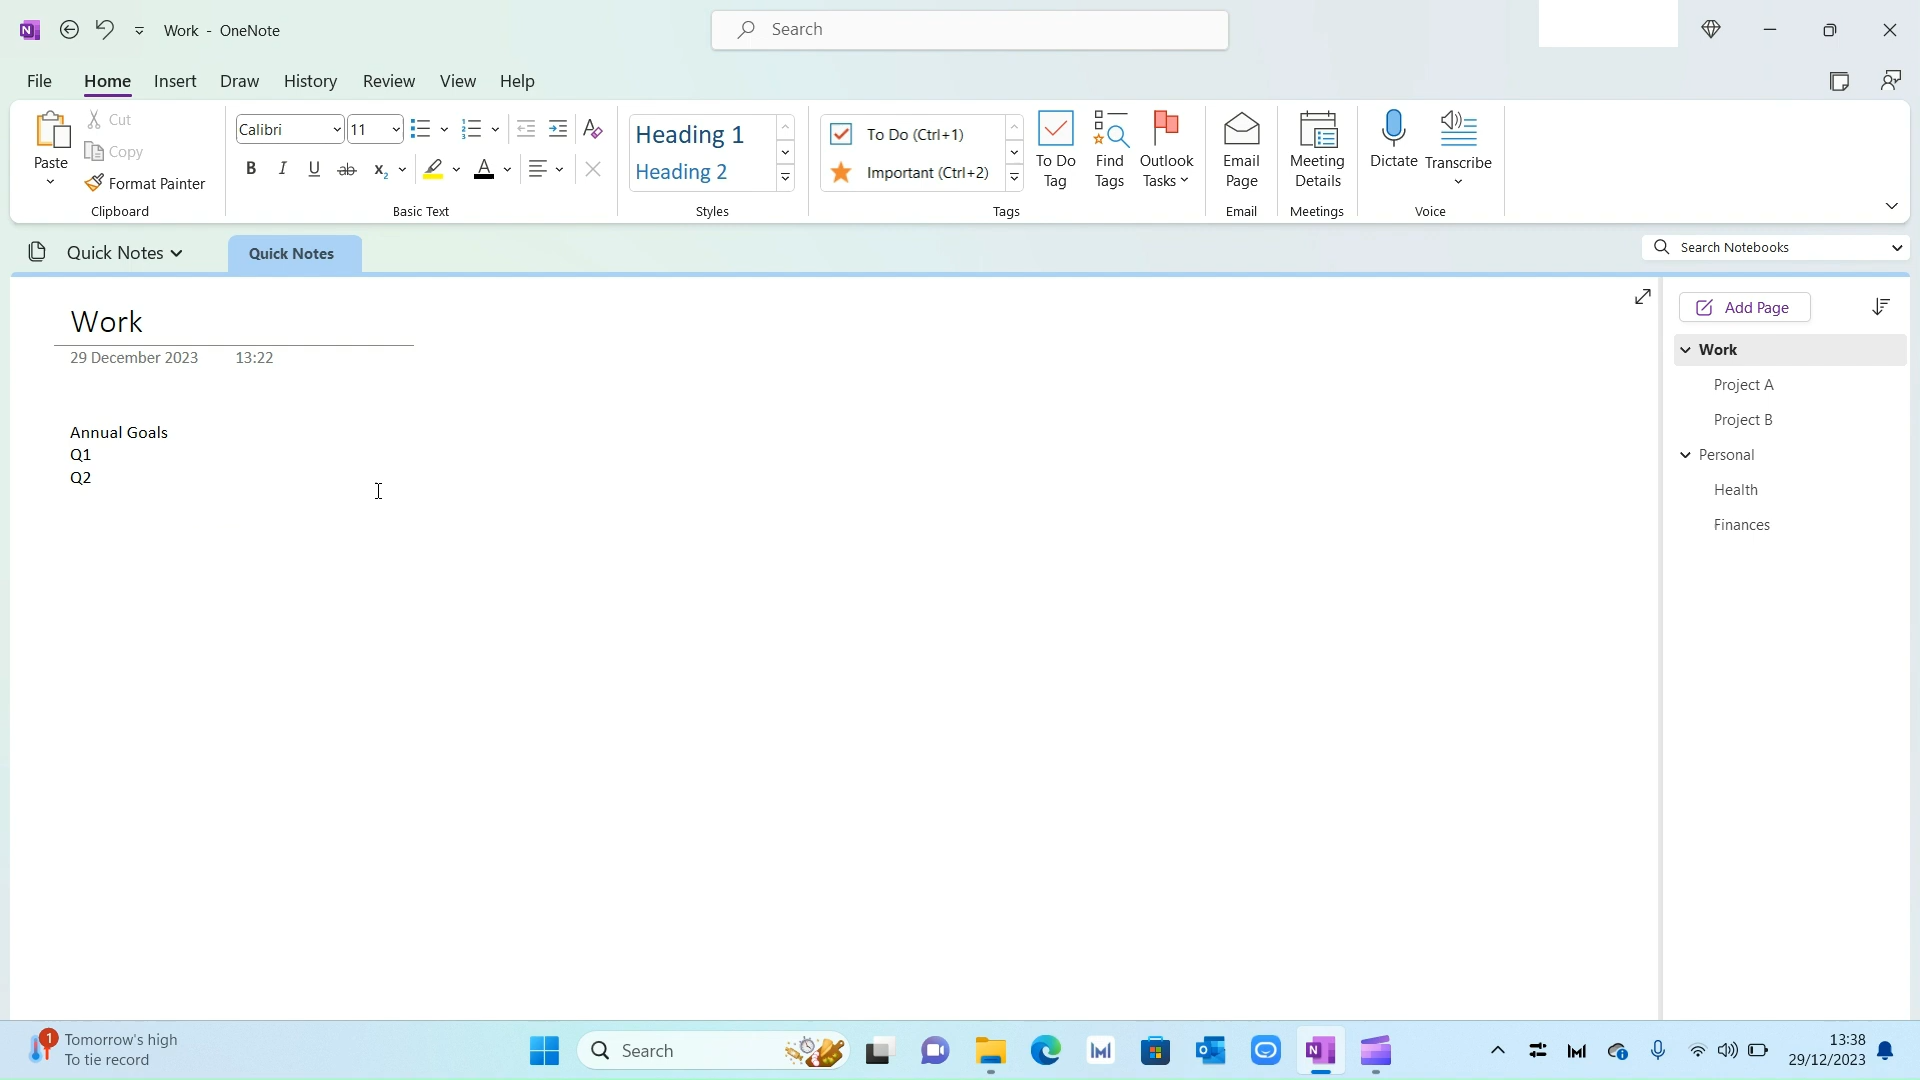 Work - OneNote
Search
File Home Insert Draw History Review View Help
Paste
Cut
Copy
Format Painter
Clipboard
Calibri 11
B I U ab x2 A
Basic Text
Heading 1
Heading 2
Styles
To Do (Ctrl+1)
Important (Ctrl+2)
To Do Tag
Find Tags
Outlook Tasks
Tags
Email Page
Email
Meeting Details
Meetings
Dictate
Transcribe
Voice
Quick Notes
Quick Notes
Search Notebooks
Work
29 December 2023 13:22
Annual Goals
Q1
Q2
Add Page
Work
Project A
Project B
Personal
Health
Finances
1
Tomorrow's high
To tie record
Search
13:38
29/12/2023